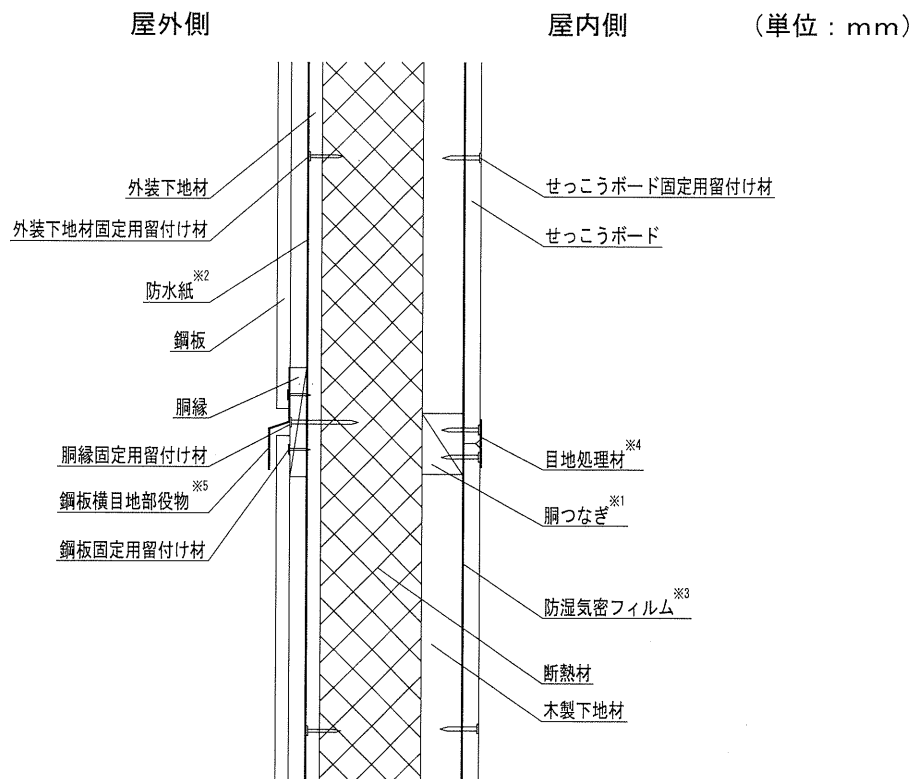 屋外側 屋内側 (単位：mm)
外装下地材
外装下地材固定用留付け材
防水紙※2
鋼板
胴縁
胴縁固定用留付け材
鋼板横目地部役物※5
鋼板固定用留付け材
せっこうボード固定用留付け材
せっこうボード
目地処理材※4
胴つなぎ※1
防湿気密フィルム※3
断熱材
木製下地材